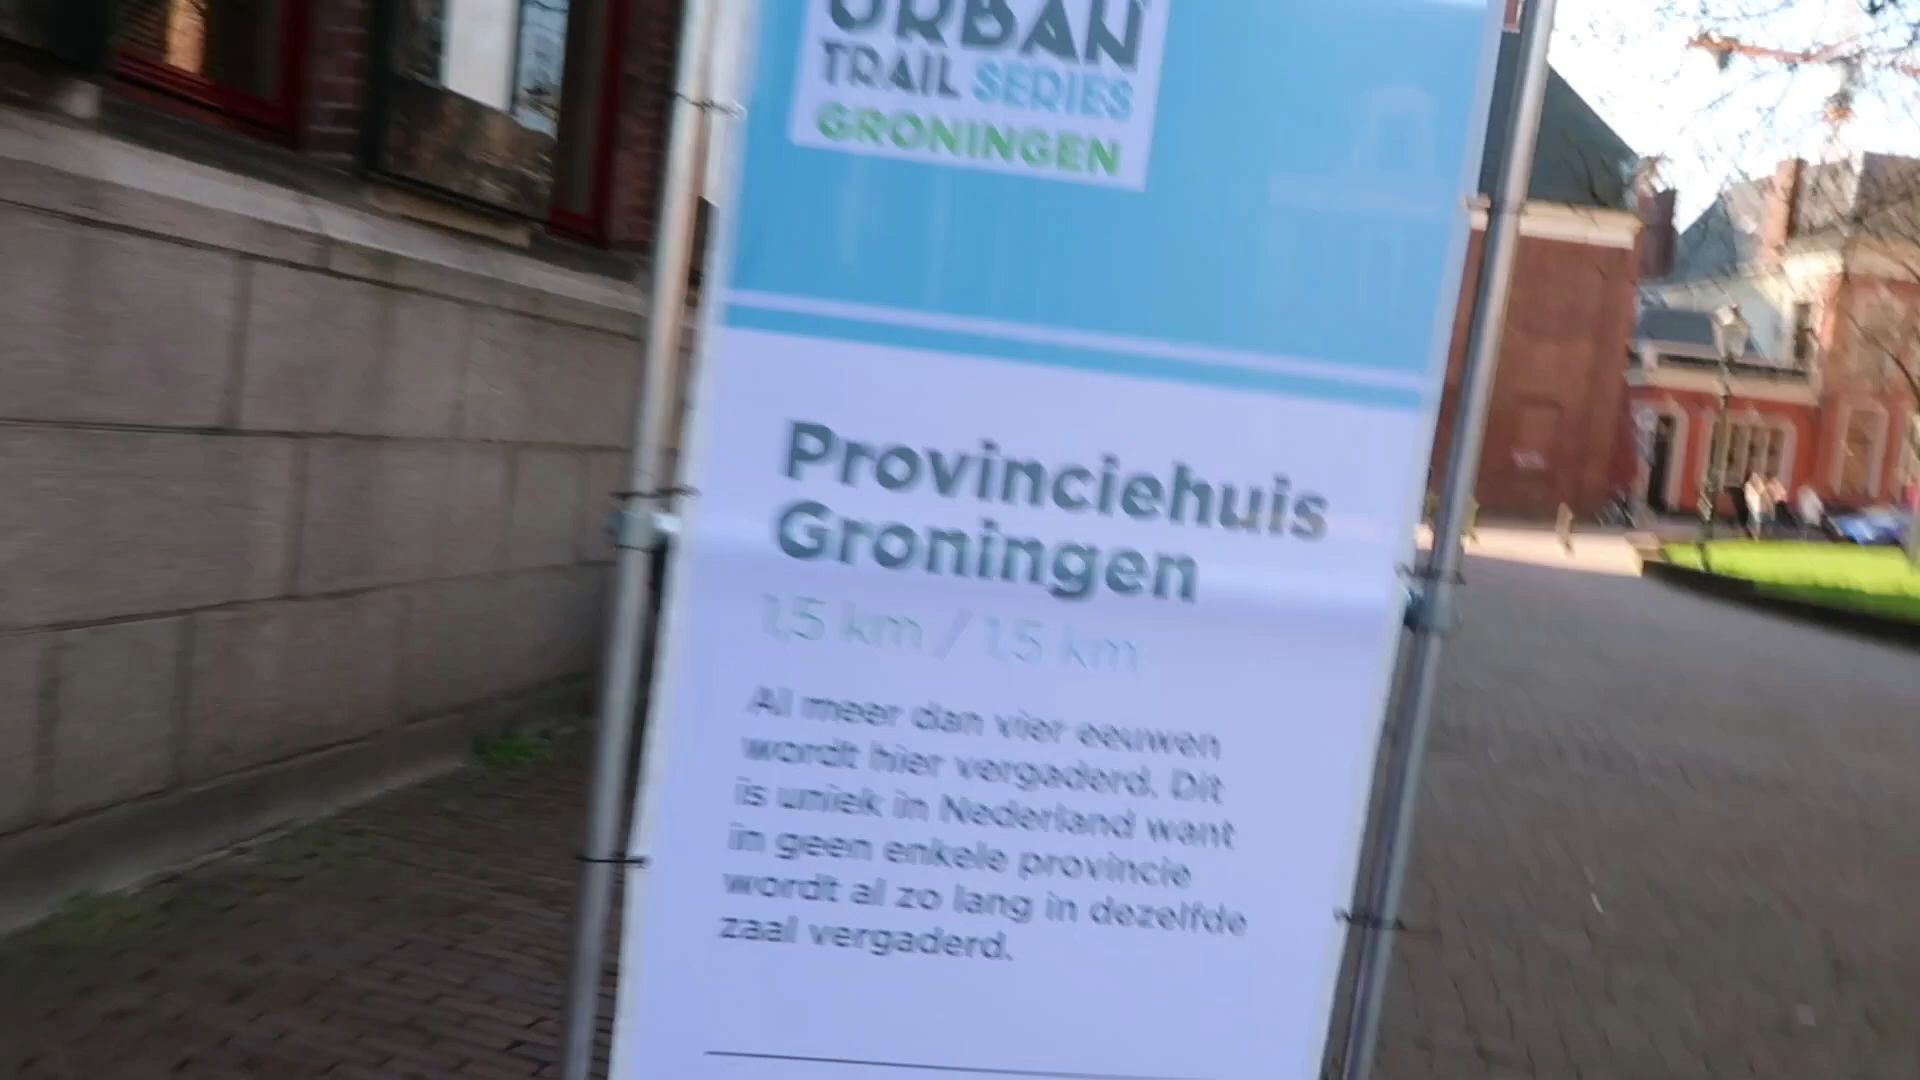 URBAN
TRAIL SERIES
GRONINGEN
Provinciehuis
Groningen
1,5 km / 1,5 km
Al meer dan vier eeuwen
wordt hier vergaderd. Dit
is uniek in Nederland want
in geen enkele provincie
wordt al zo lang in dezelfde
zaal vergaderd.